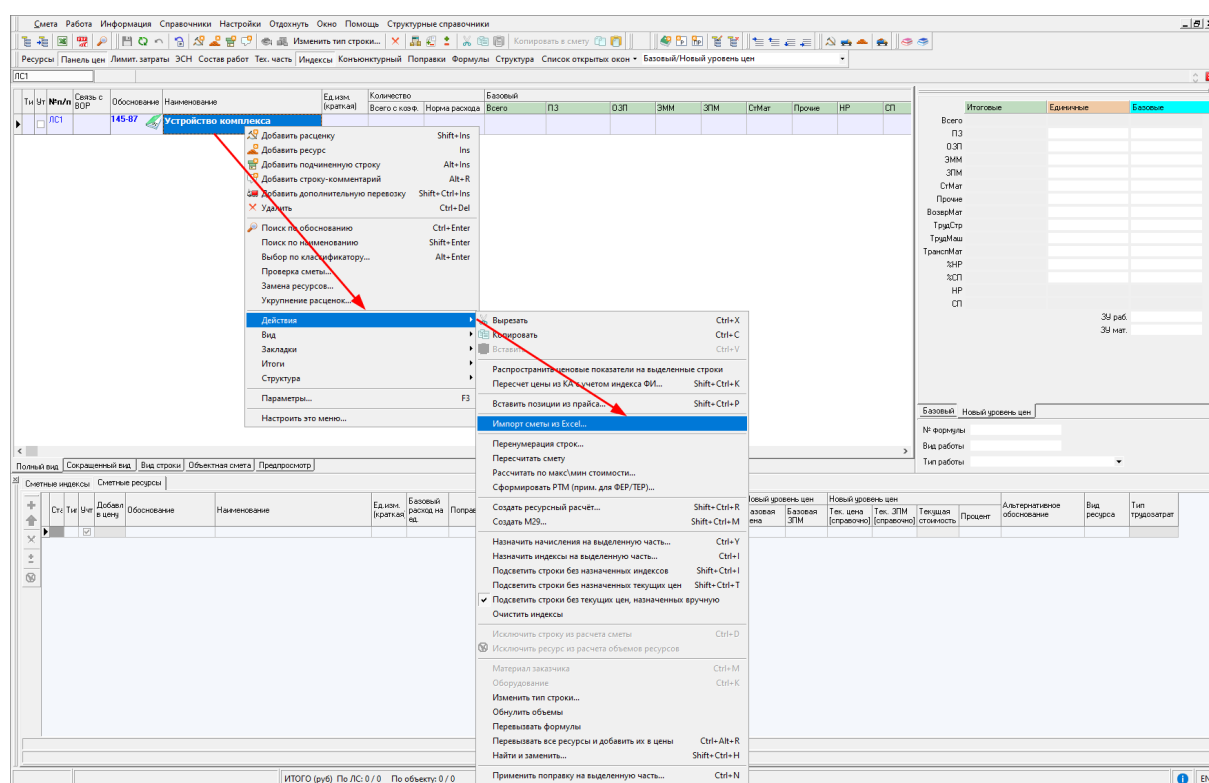 Смета Работа Информация Справочники Настройки Отдохнуть Окно Помощь Структурные справочники
Изменить тип строки... Копировать в смету
Ресурсы Панель цен Лимит. затраты ЭСН Состав работ Тех. часть Индексы Конъюнктурный Поправки Формулы Структура Список открытых окон Базовый/Новый уровень цен
ЛС1
Ти Уч №п/п Связь с ВОР Обоснование Наименование Ед.изм. (краткая) Количество Базовый
Всего с коэф. Норма расхода Всего ПЗ ОЗП ЭММ ЗПМ СтМат Прочие НР СП
ЛС1 145-87 Устройство комплекса
Итоговые Единичные Базовые
Всего
ПЗ
ОЗП
ЭММ
ЗПМ
СтМат
Прочие
ВозврМат
ТрудСтр
ТрудМаш
ТранспМат
%НР
%СП
НР
СП
ЗУ раб.
ЗУ мат.
Базовый Новый уровень цен
№ формулы
Вид работы
Тип работы
Добавить расценку Shift+Ins
Добавить ресурс Ins
Добавить подчиненную строку Alt+Ins
Добавить строку-комментарий Alt+R
Добавить дополнительную перевозку Shift+Ctrl+Ins
Удалить Ctrl+Del
Поиск по обоснованию Ctrl+Enter
Поиск по наименованию Shift+Enter
Выбор по классификатору... Alt+Enter
Проверка сметы...
Замена ресурсов...
Укрупнение расценок...
Действия
Вид
Закладки
Итоги
Структура
Параметры... F3
Настроить это меню...
Вырезать Ctrl+X
Копировать Ctrl+C
Вставить Ctrl+V
Распространить ценовые показатели на выделенные строки
Пересчет цены из КА с учетом индекса ФИ... Shift+Ctrl+K
Вставить позиции из прайса... Shift+Ctrl+P
Импорт сметы из Excel...
Перенумерация строк...
Пересчитать смету
Рассчитать по макс\мин стоимости...
Сформировать РТМ (прим. для ФЕР/ТЕР)...
Создать ресурсный расчёт... Shift+Ctrl+R
Создать М29... Shift+Ctrl+M
Назначить начисления на выделенную часть... Ctrl+Y
Назначить индексы на выделенную часть... Ctrl+I
Подсветить строки без назначенных индексов Shift+Ctrl+I
Подсветить строки без назначенных текущих цен Shift+Ctrl+T
Подсветить строки без текущих цен, назначенных вручную
Очистить индексы
Исключить строку из расчета сметы Ctrl+D
Исключить ресурс из расчета объемов ресурсов
Материал заказчика Ctrl+M
Оборудование Ctrl+K
Изменить тип строки...
Обнулить объемы
Перевызвать формулы
Перевызвать все ресурсы и добавить их в цены Ctrl+Alt+R
Найти и заменить... Shift+Ctrl+H
Применить поправку на выделенную часть... Ctrl+N
Полный вид Сокращенный вид Вид строки Объектная смета Предпросмотр
Сметные индексы Сметные ресурсы
Ста Тиг Учт Добавл в цену Обоснование Наименование Ед.изм. (краткая Базовый расход на ед. Поправ
Новый уровень цен
Базовая ЗПМ Тек. цена (справочно) Тек. ЗПМ (справочно) Текущая стоимость Процент Альтернативное обоснование Вид ресурса Тип трудозатрат
ИТОГО (руб) По ЛС: 0 / 0 По объекту: 0 / 0
EN